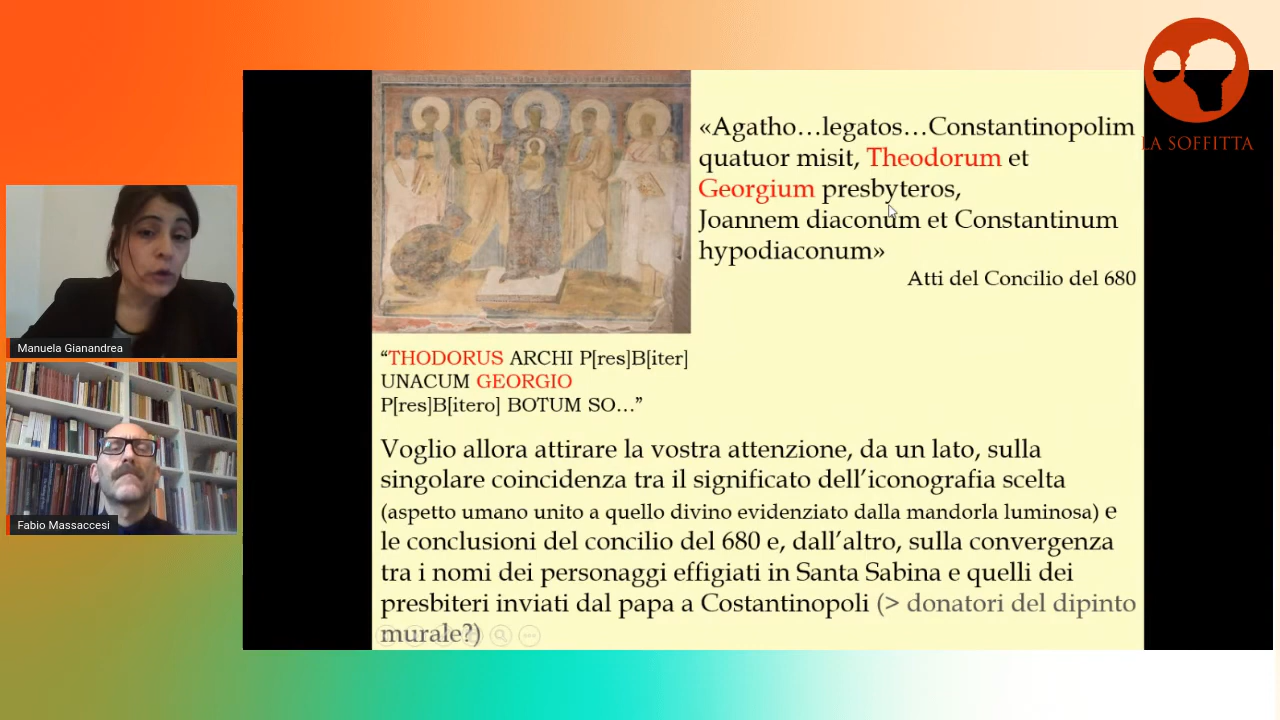 LA SOFFITTA
«Agatho…legatos…Constantinopolim
quatuor misit, Theodorum et
Georgium presbyteros,
Joannem diaconum et Constantinum
hypodiaconum»
Atti del Concilio del 680
“THODORUS ARCHI P[res]B[iter]
UNACUM GEORGIO
P[res]B[itero] BOTUM SO…”
Voglio allora attirare la vostra attenzione, da un lato, sulla
singolare coincidenza tra il significato dell’iconografia scelta
(aspetto umano unito a quello divino evidenziato dalla mandorla luminosa) e
le conclusioni del concilio del 680 e, dall’altro, sulla convergenza
tra i nomi dei personaggi effigiati in Santa Sabina e quelli dei
presbiteri inviati dal papa a Costantinopoli (> donatori del dipinto
murale?)
Manuela Gianandrea
Fabio Massaccesi